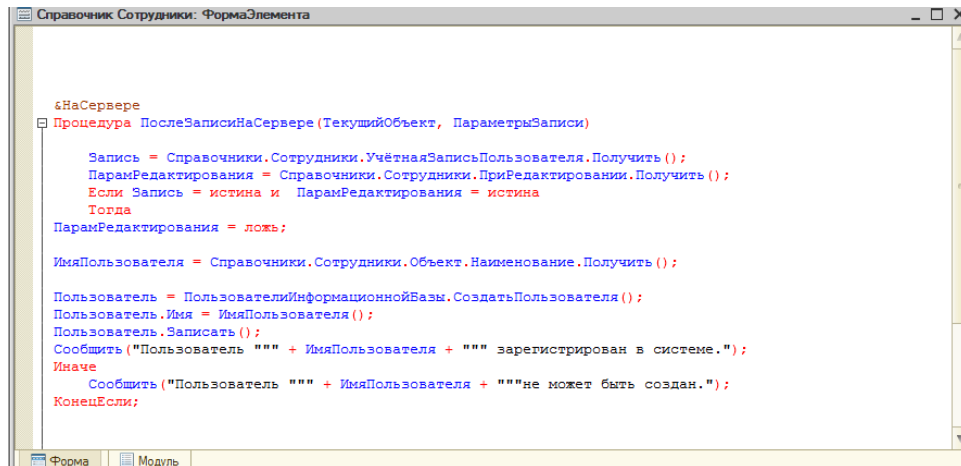 Справочник Сотрудники: ФормаЭлемента
&НаСервере
Процедура ПослеЗаписиНаСервере(ТекущийОбъект, ПараметрыЗаписи)
Запись = Справочники.Сотрудники.УчётнаяЗаписьПользователя.Получить();
ПарамРедактирования = Справочники.Сотрудники.ПриРедактировании.Получить();
Если Запись = истина и ПарамРедактирования = истина
Тогда
ПарамРедактирования = ложь;
ИмяПользователя = Справочники.Сотрудники.Объект.Наименование.Получить();
Пользователь = ПользователиИнформационнойБазы.СоздатьПользователя();
Пользователь.Имя = ИмяПользователя();
Пользователь.Записать();
Сообщить("Пользователь """ + ИмяПользователя + """ зарегистрирован в системе.");
Иначе
Сообщить("Пользователь """ + ИмяПользователя + """не может быть создан.");
КонецЕсли;
Форма Модуль